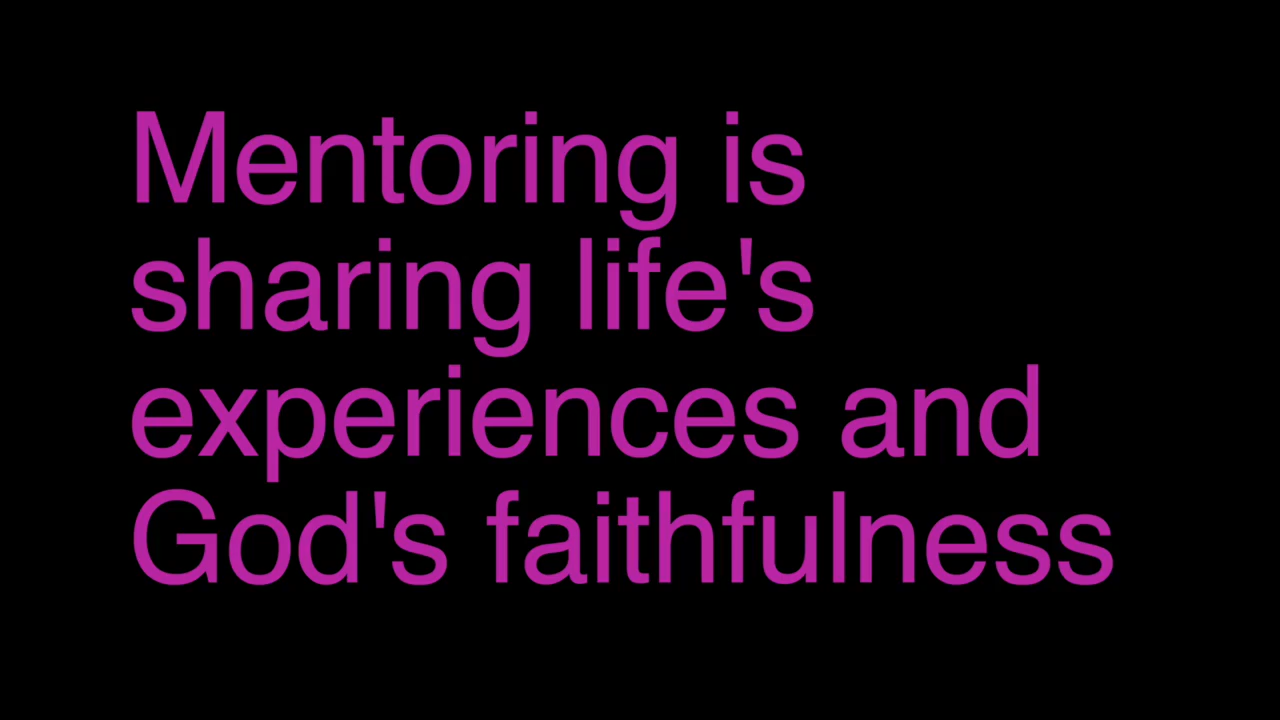 Mentoring is
sharing life's
experiences and
God's faithfulness